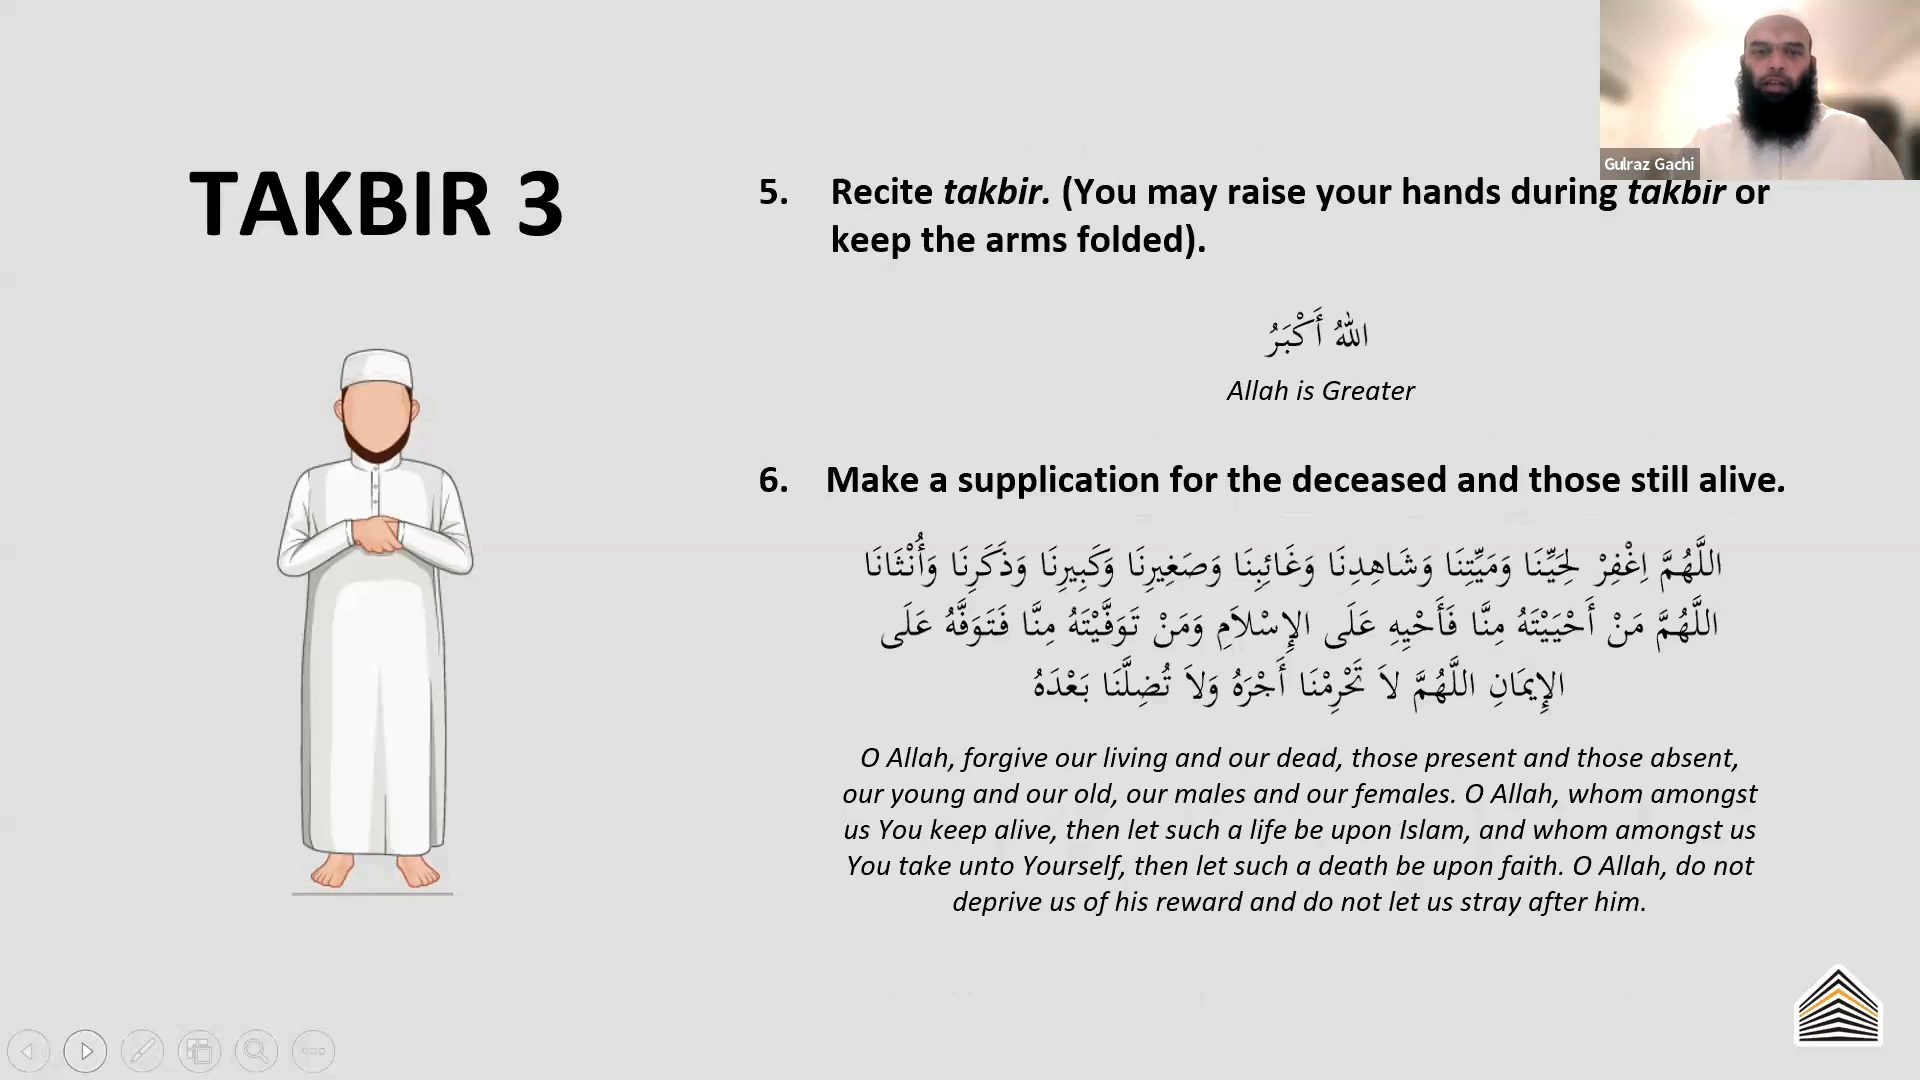 Gulraz Gachi
TAKBIR 3
5. Recite takbir. (You may raise your hands during takbir or
keep the arms folded).
اللهُ أَكْبَرُ
Allah is Greater
6. Make a supplication for the deceased and those still alive.
اللَّهُمَّ اِغْفِرْ لِحَيِّنَا وَمَيِّتِنَا وَشَاهِدِنَا وَغَائِبِنَا وَصَغِيرِنَا وَكَبِيرِنَا وَذَكَرِنَا وَأُنْثَانَا
اللَّهُمَّ مَنْ أَحْيَيْتَهُ مِنَّا فَأَحْيِهِ عَلَى الإِسْلاَمِ وَمَنْ تَوَفَّيْتَهُ مِنَّا فَتَوَفَّهُ عَلَى
الإِيمَانِ اللَّهُمَّ لاَ تَحْرِمْنَا أَجْرَهُ وَلاَ تُضِلَّنَا بَعْدَهُ
O Allah, forgive our living and our dead, those present and those absent,
our young and our old, our males and our females. O Allah, whom amongst
us You keep alive, then let such a life be upon Islam, and whom amongst us
You take unto Yourself, then let such a death be upon faith. O Allah, do not
deprive us of his reward and do not let us stray after him.